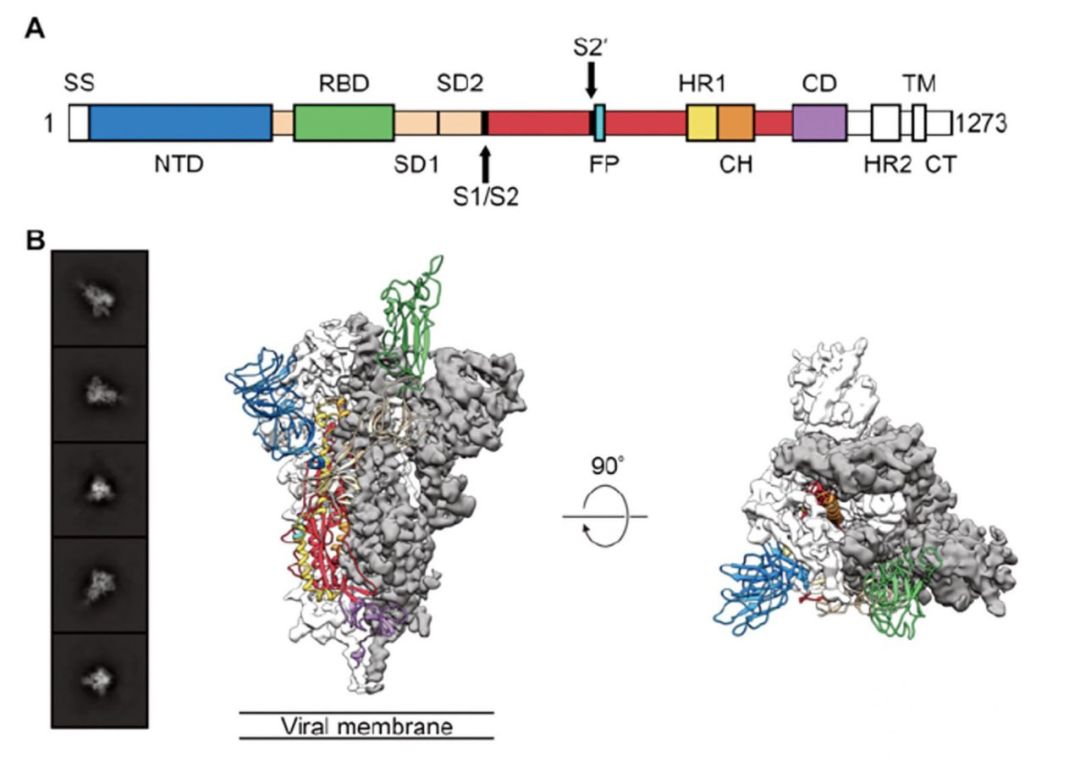 A
S2′
SS RBD SD2 HR1 CD TM
1 1273
NTD SD1 FP CH HR2 CT
S1/S2
B
90°
Viral membrane